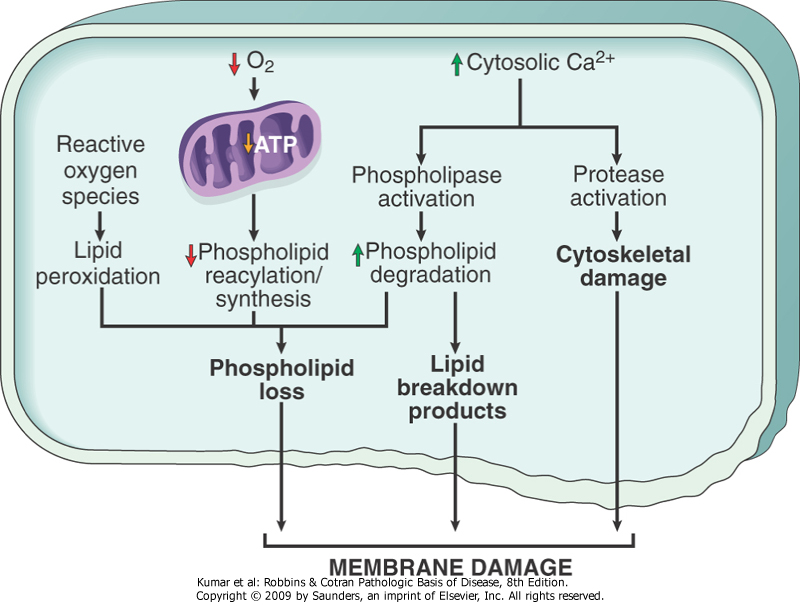 O2
Cytosolic Ca2+
ATP
Reactive
oxygen
species
Phospholipase
activation
Protease
activation
Lipid
peroxidation
Phospholipid
reacylation/
synthesis
Phospholipid
degradation
Cytoskeletal
damage
Phospholipid
loss
Lipid
breakdown
products
MEMBRANE DAMAGE
Kumar et al: Robbins & Cotran Pathologic Basis of Disease, 8th Edition.
Copyright © 2009 by Saunders, an imprint of Elsevier, Inc. All rights reserved.